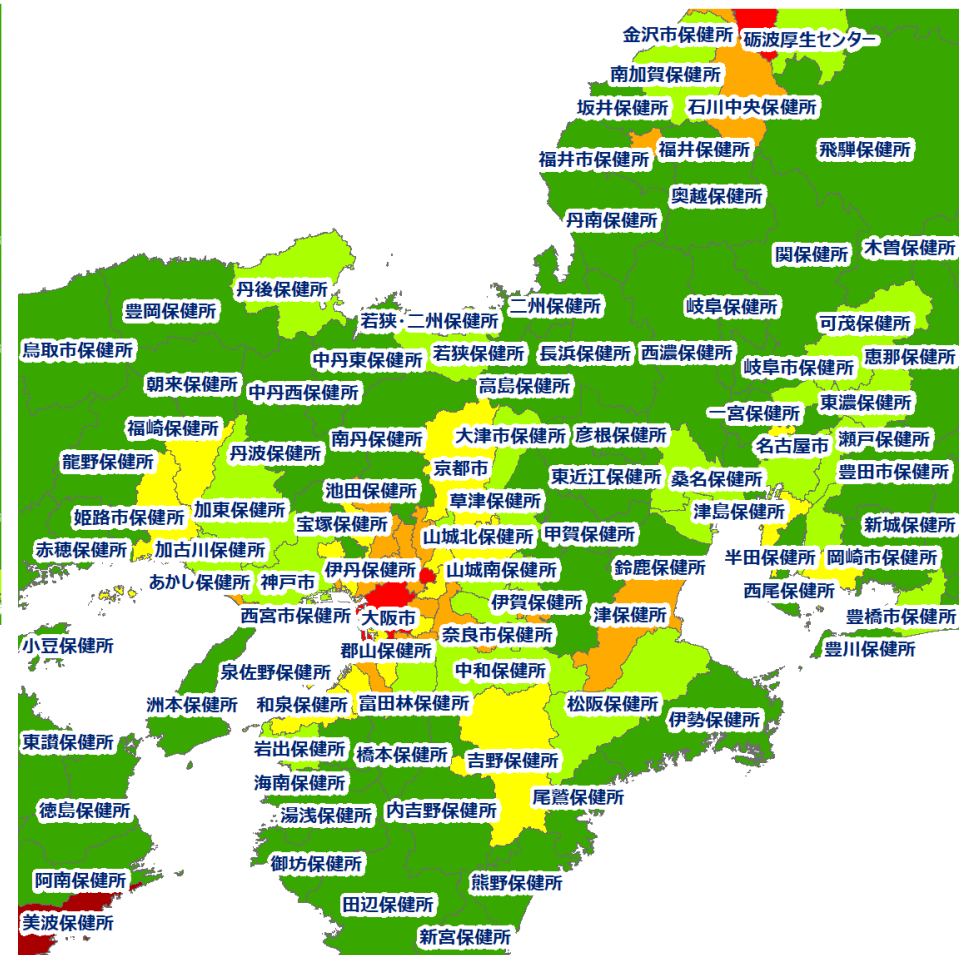 金沢市保健所
砺波厚生センター
南加賀保健所
坂井保健所
石川中央保健所
福井市保健所
福井保健所
飛騨保健所
奥越保健所
丹南保健所
関保健所
木曽保健所
丹後保健所
豊岡保健所
二州保健所
岐阜保健所
若狭・二州保健所
可茂保健所
鳥取市保健所
中丹東保健所
若狭保健所
長浜保健所
西濃保健所
恵那保健所
岐阜市保健所
朝来保健所
中丹西保健所
高島保健所
東濃保健所
一宮保健所
福崎保健所
南丹保健所
大津市保健所
彦根保健所
名古屋市
瀬戸保健所
丹波保健所
龍野保健所
京都市
東近江保健所
桑名保健所
豊田市保健所
池田保健所
草津保健所
加東保健所
津島保健所
姫路市保健所
宝塚保健所
新城保健所
山城北保健所
甲賀保健所
赤穂保健所
加古川保健所
半田保健所
岡崎市保健所
伊丹保健所
山城南保健所
鈴鹿保健所
あかし保健所
神戸市
西尾保健所
伊賀保健所
西宮市保健所
大阪市
津保健所
豊橋市保健所
奈良市保健所
小豆保健所
郡山保健所
豊川保健所
泉佐野保健所
中和保健所
洲本保健所
和泉保健所
富田林保健所
松阪保健所
伊勢保健所
東讃保健所
岩出保健所
橋本保健所
吉野保健所
海南保健所
尾鷲保健所
徳島保健所
湯浅保健所
内吉野保健所
御坊保健所
阿南保健所
熊野保健所
田辺保健所
美波保健所
新宮保健所